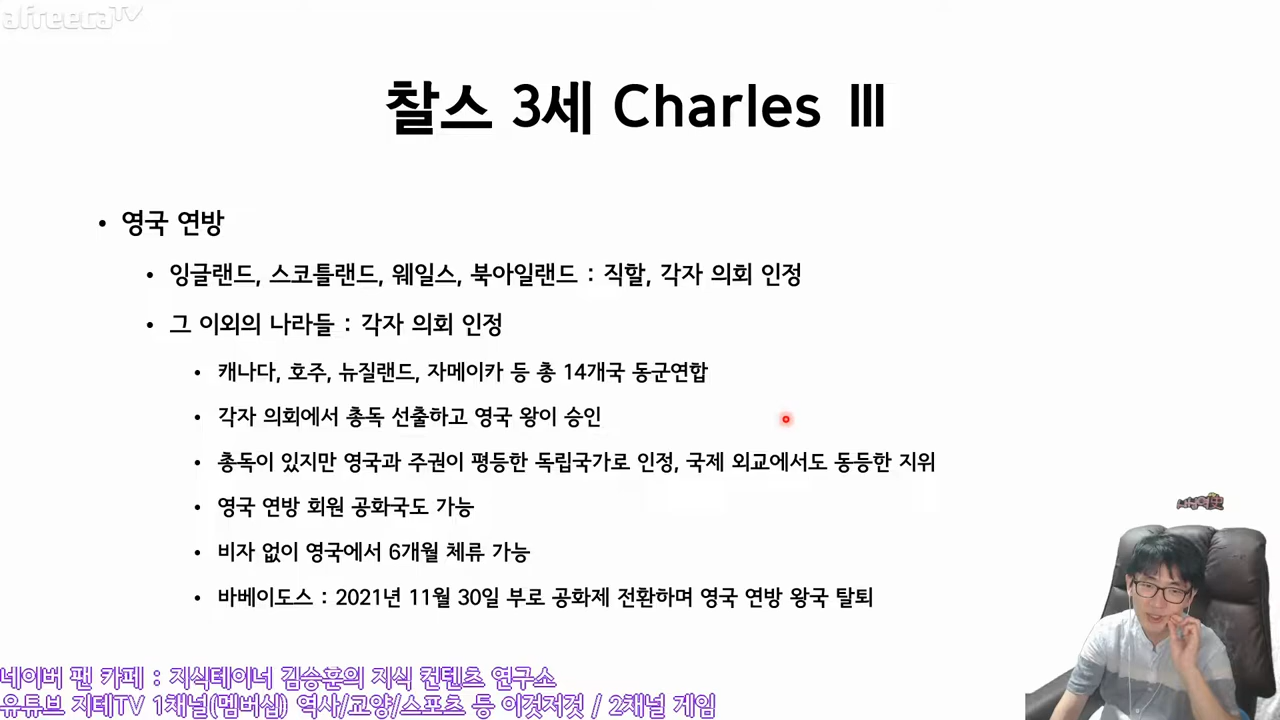 afreecaTV
찰스 3세 Charles Ⅲ
• 영국 연방
• 잉글랜드, 스코틀랜드, 웨일스, 북아일랜드 : 직할, 각자 의회 인정
• 그 이외의 나라들 : 각자 의회 인정
• 캐나다, 호주, 뉴질랜드, 자메이카 등 총 14개국 동군연합
• 각자 의회에서 총독 선출하고 영국 왕이 승인
• 총독이 있지만 영국과 주권이 평등한 독립국가로 인정, 국제 외교에서도 동등한 지위
• 영국 연방 회원 공화국도 가능
• 비자 없이 영국에서 6개월 체류 가능
• 바베이도스 : 2021년 11월 30일 부로 공화제 전환하며 영국 연방 왕국 탈퇴
네이버 팬 카페 : 지식테이너 김승훈의 지식 컨텐츠 연구소
유튜브 지테TV 1채널(멤버십) 역사/교양/스포츠 등 이것저것 / 2채널 게임